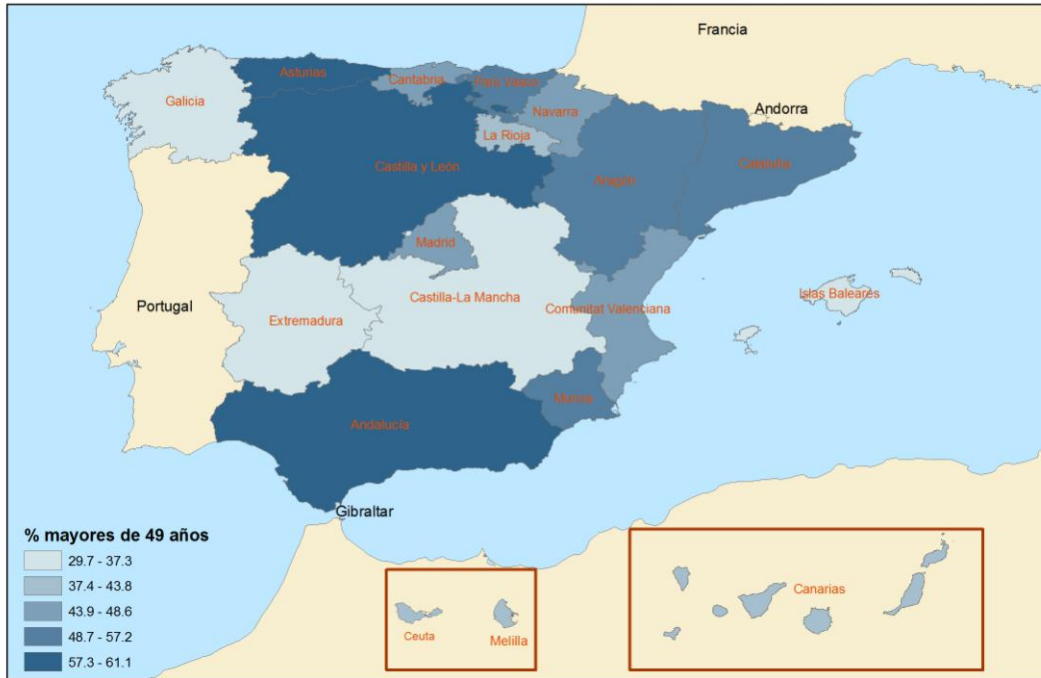 Francia
Asturias
Cantabria
País Vasco
Galicia
Navarra
Andorra
La Rioja
Castilla y León
Cataluña
Aragón
Madrid
Portugal
Castilla-La Mancha
Islas Baleares
Extremadura
Comunitat Valenciana
Murcia
Andalucía
Gibraltar
% mayores de 49 años
29.7 - 37.3
37.4 - 43.8
43.9 - 48.6
48.7 - 57.2
57.3 - 61.1
Ceuta
Melilla
Canarias